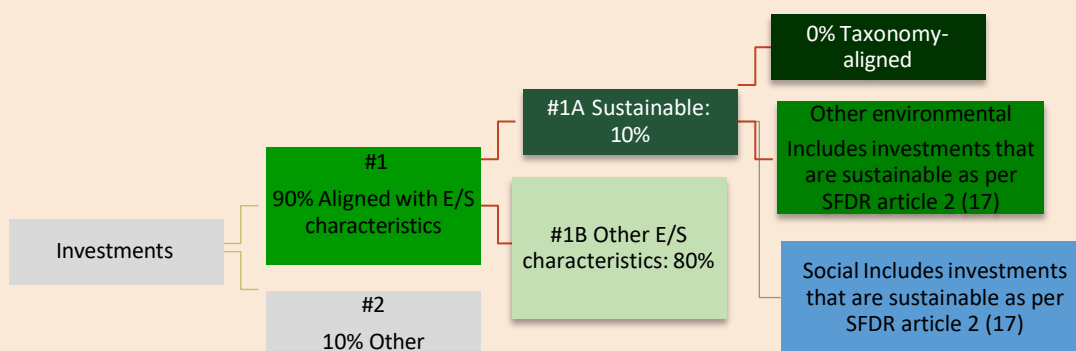 Investments
#1
90% Aligned with E/S
characteristics
#2
10% Other
#1A Sustainable:
10%
#1B Other E/S
characteristics: 80%
0% Taxonomy-
aligned
Other environmental
Includes investments that
are sustainable as per
SFDR article 2 (17)
Social Includes investments
that are sustainable as per
SFDR article 2 (17)